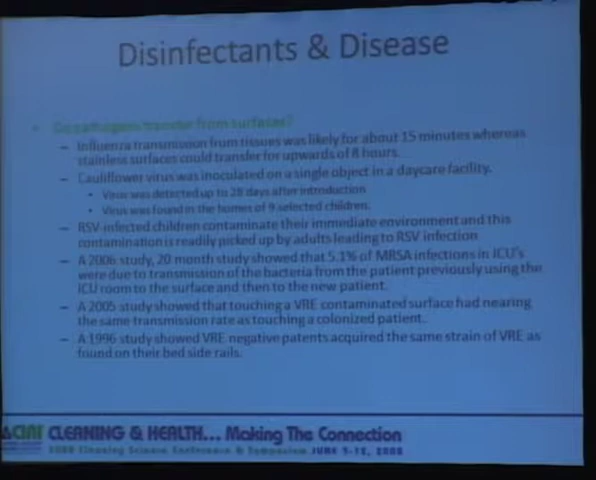 Disinfectants & Disease
• Do pathogens transfer from surfaces?
– Influenza transmission from tissues was likely for about 15 minutes whereas
stainless surfaces could transfer for upwards of 8 hours.
– Cauliflower virus was inoculated on a single object in a daycare facility.
• Virus was detected up to 28 days after introduction
• Virus was found in the homes of 9 selected children.
– RSV-infected children contaminate their immediate environment and this
contamination is readily picked up by adults leading to RSV infection
– A 2006 study, 20 month study showed that 5.1% of MRSA infections in ICU's
were due to transmission of the bacteria from the patient previously using the
ICU room to the surface and then to the new patient.
– A 2005 study showed that touching a VRE contaminated surface had nearing
the same transmission rate as touching a colonized patient.
– A 1996 study showed VRE negative patents acquired the same strain of VRE as
found on their bed side rails.
CLEANING & HEALTH... Making The Connection
2008 Cleaning Science Conference & Symposium JUNE